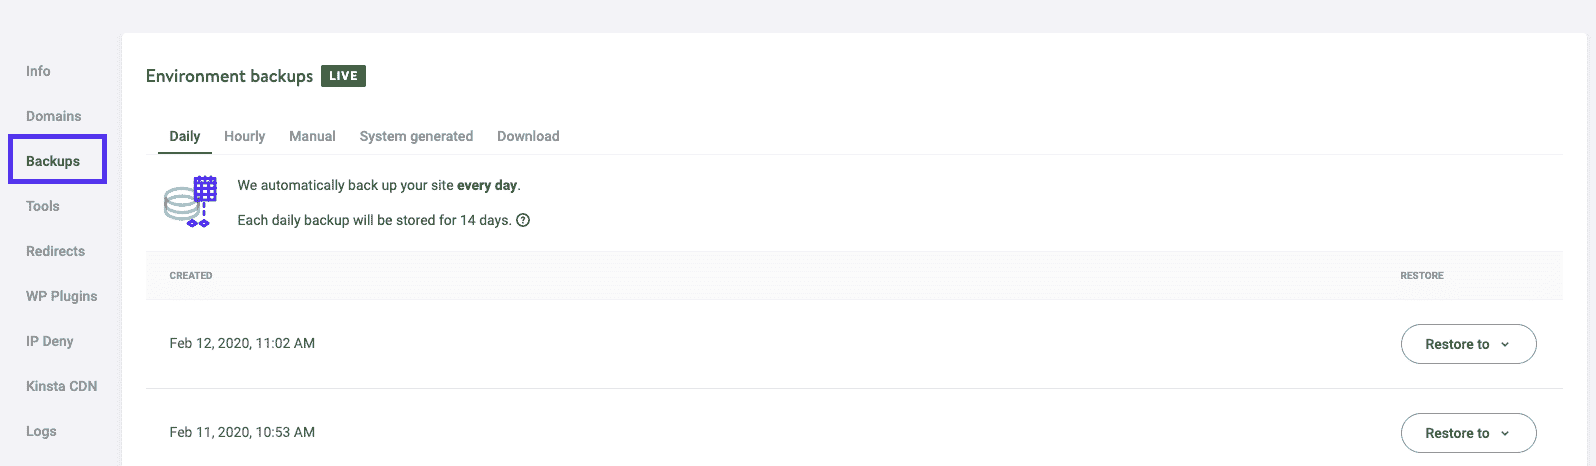 Info
Domains
Backups
Tools
Redirects
WP Plugins
IP Deny
Kinsta CDN
Logs
Environment backups LIVE
Daily Hourly Manual System generated Download
We automatically back up your site every day.
Each daily backup will be stored for 14 days. ?
CREATED RESTORE
Feb 12, 2020, 11:02 AM Restore to
Feb 11, 2020, 10:53 AM Restore to